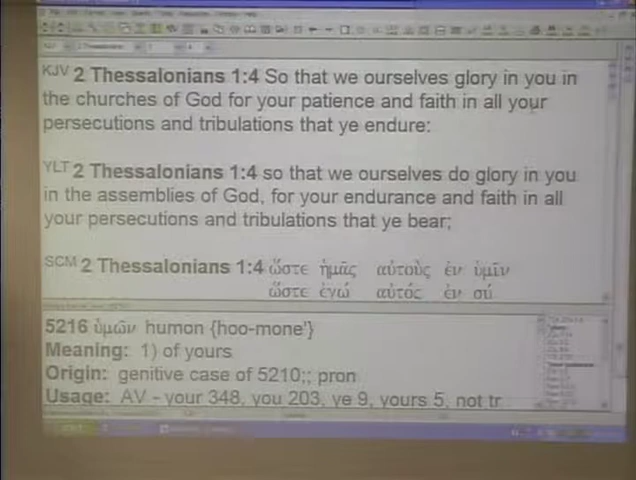 KJV 2 Thessalonians 1:4 So that we ourselves glory in you in
the churches of God for your patience and faith in all your
persecutions and tribulations that ye endure:
YLT 2 Thessalonians 1:4 so that we ourselves do glory in you
in the assemblies of God, for your endurance and faith in all
your persecutions and tribulations that ye bear;
SCM 2 Thessalonians 1:4 ὥστε ἡμᾶς αὐτοὺς ἐν ὑμῖν
ὥστε ἐγώ αὐτός ἐν σύ
5216 ὑμῶν humon {hoo-mone'}
Meaning: 1) of yours
Origin: genitive case of 5210;; pron
Usage: AV - your 348, you 203, ye 9, yours 5, not tr